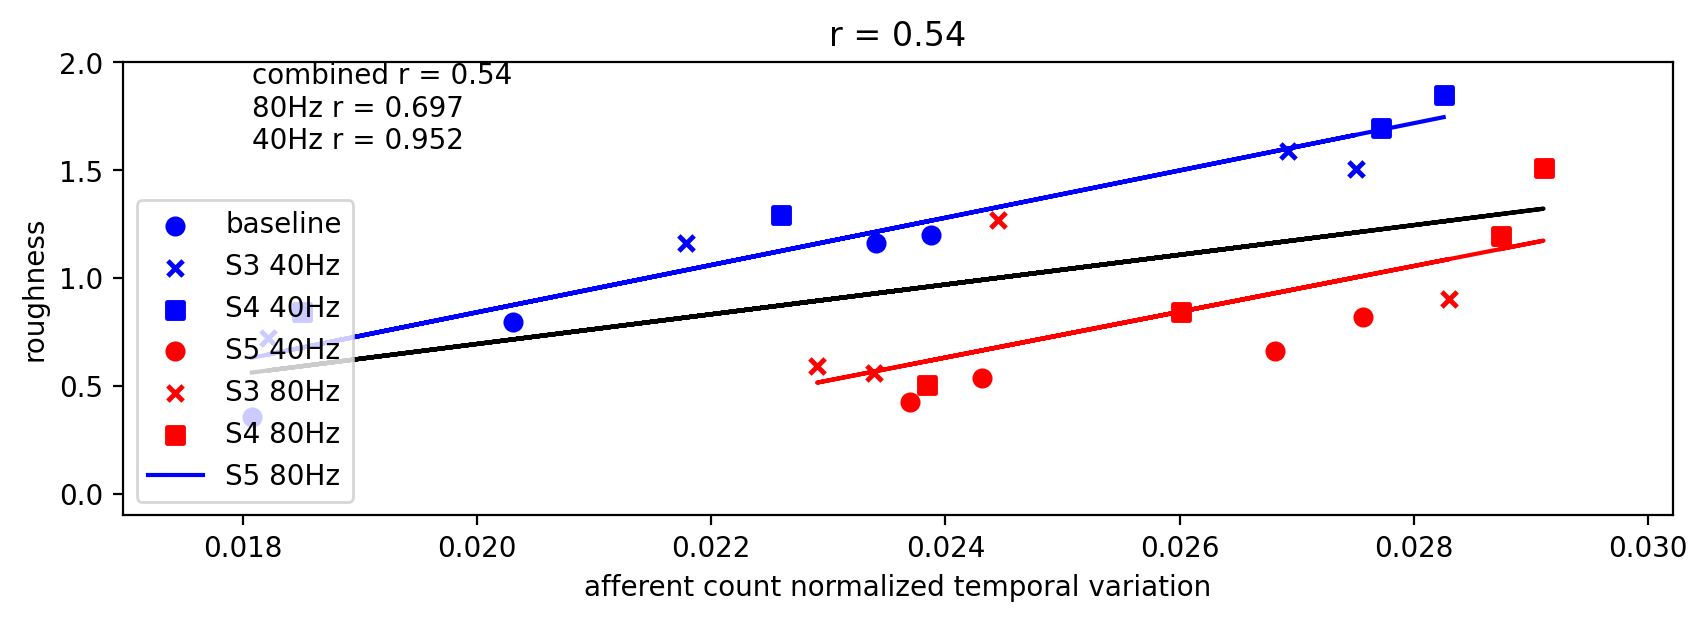 r = 0.54
combined r = 0.54
80Hz r = 0.697
40Hz r = 0.952
roughness
2.0
1.5
1.0
0.5
0.0
baseline
S3 40Hz
S4 40Hz
S5 40Hz
S3 80Hz
S4 80Hz
S5 80Hz
0.018 0.020 0.022 0.024 0.026 0.028 0.030
afferent count normalized temporal variation